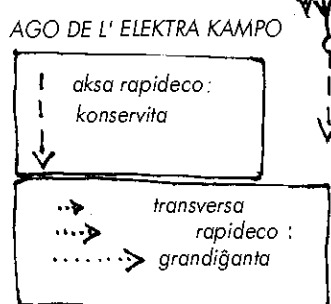 AGO DE L' ELEKTRA KAMPO
aksa rapideco:
konservita
transversa
rapideco :
grandiĝanta